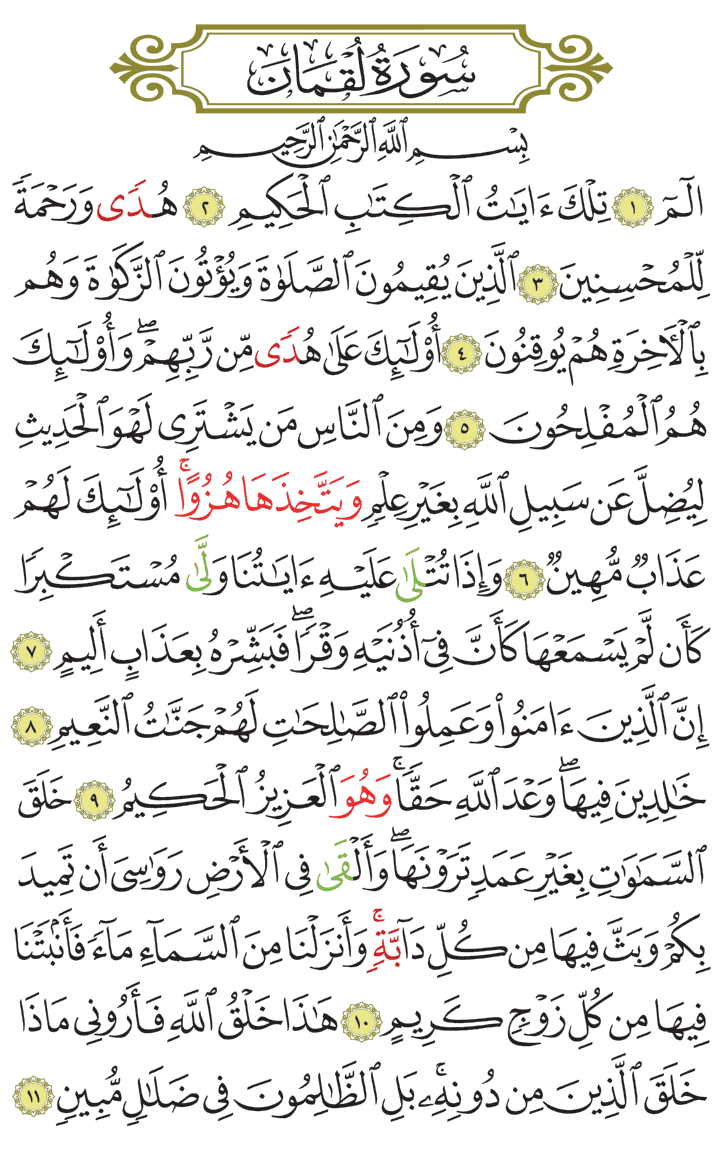 سُورَةُ لُقۡمَانَ
بِسۡمِ ٱللَّهِ ٱلرَّحۡمَٰنِ ٱلرَّحِيمِ
الٓمٓ ١ تِلۡكَ ءَايَٰتُ ٱلۡكِتَٰبِ ٱلۡحَكِيمِ ٢ هُدٗى وَرَحۡمَةٗ
لِّلۡمُحۡسِنِينَ ٣ ٱلَّذِينَ يُقِيمُونَ ٱلصَّلَوٰةَ وَيُؤۡتُونَ ٱلزَّكَوٰةَ وَهُم
بِٱلۡأٓخِرَةِ هُمۡ يُوقِنُونَ ٤ أُوْلَٰٓئِكَ عَلَىٰ هُدٗى مِّن رَّبِّهِمۡۖ وَأُوْلَٰٓئِكَ
هُمُ ٱلۡمُفۡلِحُونَ ٥ وَمِنَ ٱلنَّاسِ مَن يَشۡتَرِي لَهۡوَ ٱلۡحَدِيثِ
لِيُضِلَّ عَن سَبِيلِ ٱللَّهِ بِغَيۡرِ عِلۡمٖ وَيَتَّخِذَهَا هُزُوًاۚ أُوْلَٰٓئِكَ لَهُمۡ
عَذَابٞ مُّهِينٞ ٦ وَإِذَا تُتۡلَىٰ عَلَيۡهِ ءَايَٰتُنَا وَلَّىٰ مُسۡتَكۡبِرٗا
كَأَن لَّمۡ يَسۡمَعۡهَا كَأَنَّ فِيٓ أُذُنَيۡهِ وَقۡرٗاۖ فَبَشِّرۡهُ بِعَذَابٍ أَلِيمٍ ٧
إِنَّ ٱلَّذِينَ ءَامَنُواْ وَعَمِلُواْ ٱلصَّٰلِحَٰتِ لَهُمۡ جَنَّٰتُ ٱلنَّعِيمِ ٨
خَٰلِدِينَ فِيهَاۖ وَعۡدَ ٱللَّهِ حَقّٗاۚ وَهُوَ ٱلۡعَزِيزُ ٱلۡحَكِيمُ ٩ خَلَقَ
ٱلسَّمَٰوَٰتِ بِغَيۡرِ عَمَدٖ تَرَوۡنَهَاۖ وَأَلۡقَىٰ فِي ٱلۡأَرۡضِ رَوَٰسِيَ أَن تَمِيدَ
بِكُمۡ وَبَثَّ فِيهَا مِن كُلِّ دَآبَّةٖۚ وَأَنزَلۡنَا مِنَ ٱلسَّمَآءِ مَآءٗ فَأَنۢبَتۡنَا
فِيهَا مِن كُلِّ زَوۡجٖ كَرِيمٍ ١٠ هَٰذَا خَلۡقُ ٱللَّهِ فَأَرُونِي مَاذَا
خَلَقَ ٱلَّذِينَ مِن دُونِهِۦۚ بَلِ ٱلظَّٰلِمُونَ فِي ضَلَٰلٖ مُّبِينٖ ١١